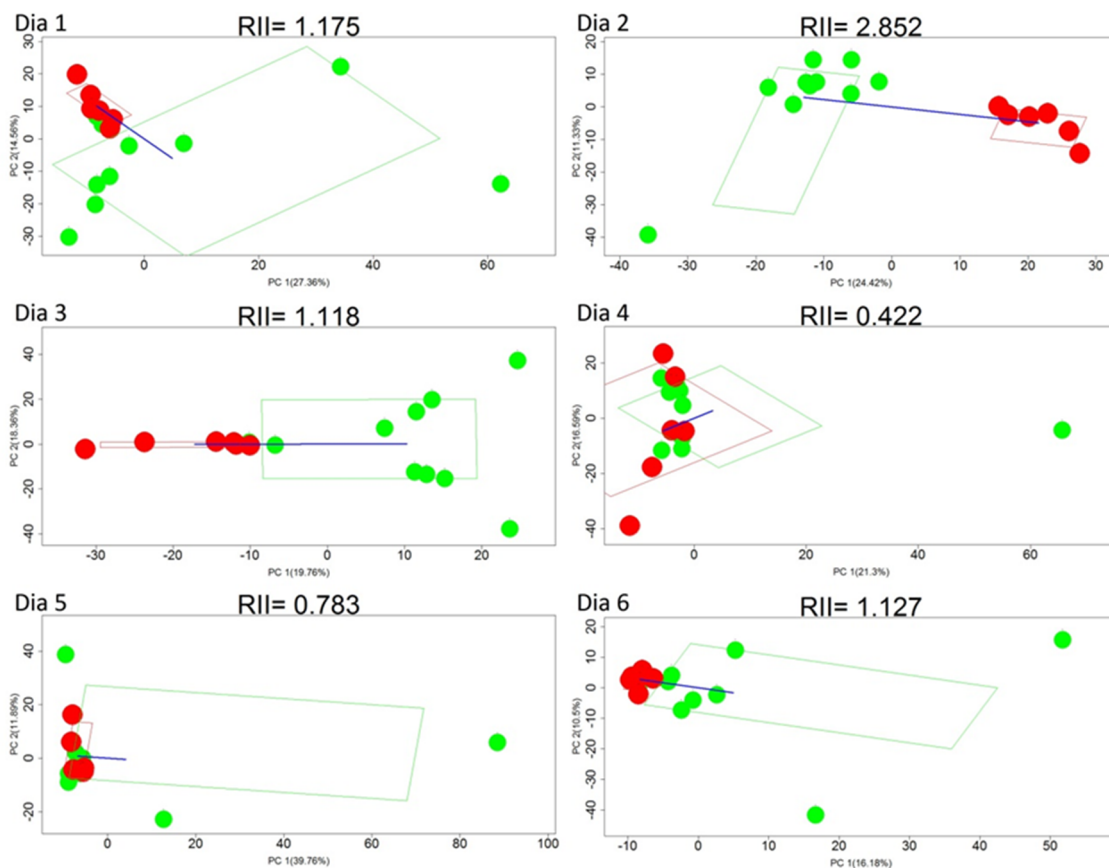 Dia 1
RII= 1.175
30
20
10
0
-10
-20
-30
PC 2(14.56%)
0
20
40
60
PC 1(27.36%)
Dia 2
RII= 2.852
20
10
0
-10
-20
-30
-40
PC 2(11.33%)
-40
-30
-20
-10
0
10
20
30
PC 1(24.42%)
Dia 3
RII= 1.118
40
20
0
-20
-40
PC 2(18.36%)
-30
-20
-10
0
10
20
PC 1(19.76%)
Dia 4
RII= 0.422
20
0
-20
-40
PC 2(16.59%)
0
20
40
60
PC 1(21.3%)
Dia 5
RII= 0.783
40
20
0
-20
PC 2(11.89%)
0
20
40
60
80
100
PC 1(39.76%)
Dia 6
RII= 1.127
20
10
0
-10
-20
-30
-40
PC 2(10.5%)
-10
0
10
20
30
40
50
PC 1(16.18%)